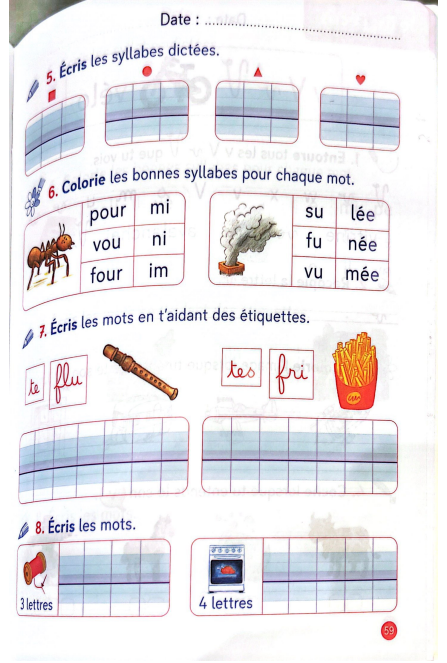 Date : ........................................
5. Écris les syllabes dictées.
6. Colorie les bonnes syllabes pour chaque mot.
pour mi
vou ni
four im
su lée
fu née
vu mée
7. Écris les mots en t'aidant des étiquettes.
te flu
tes fri
8. Écris les mots.
3 lettres
4 lettres
59